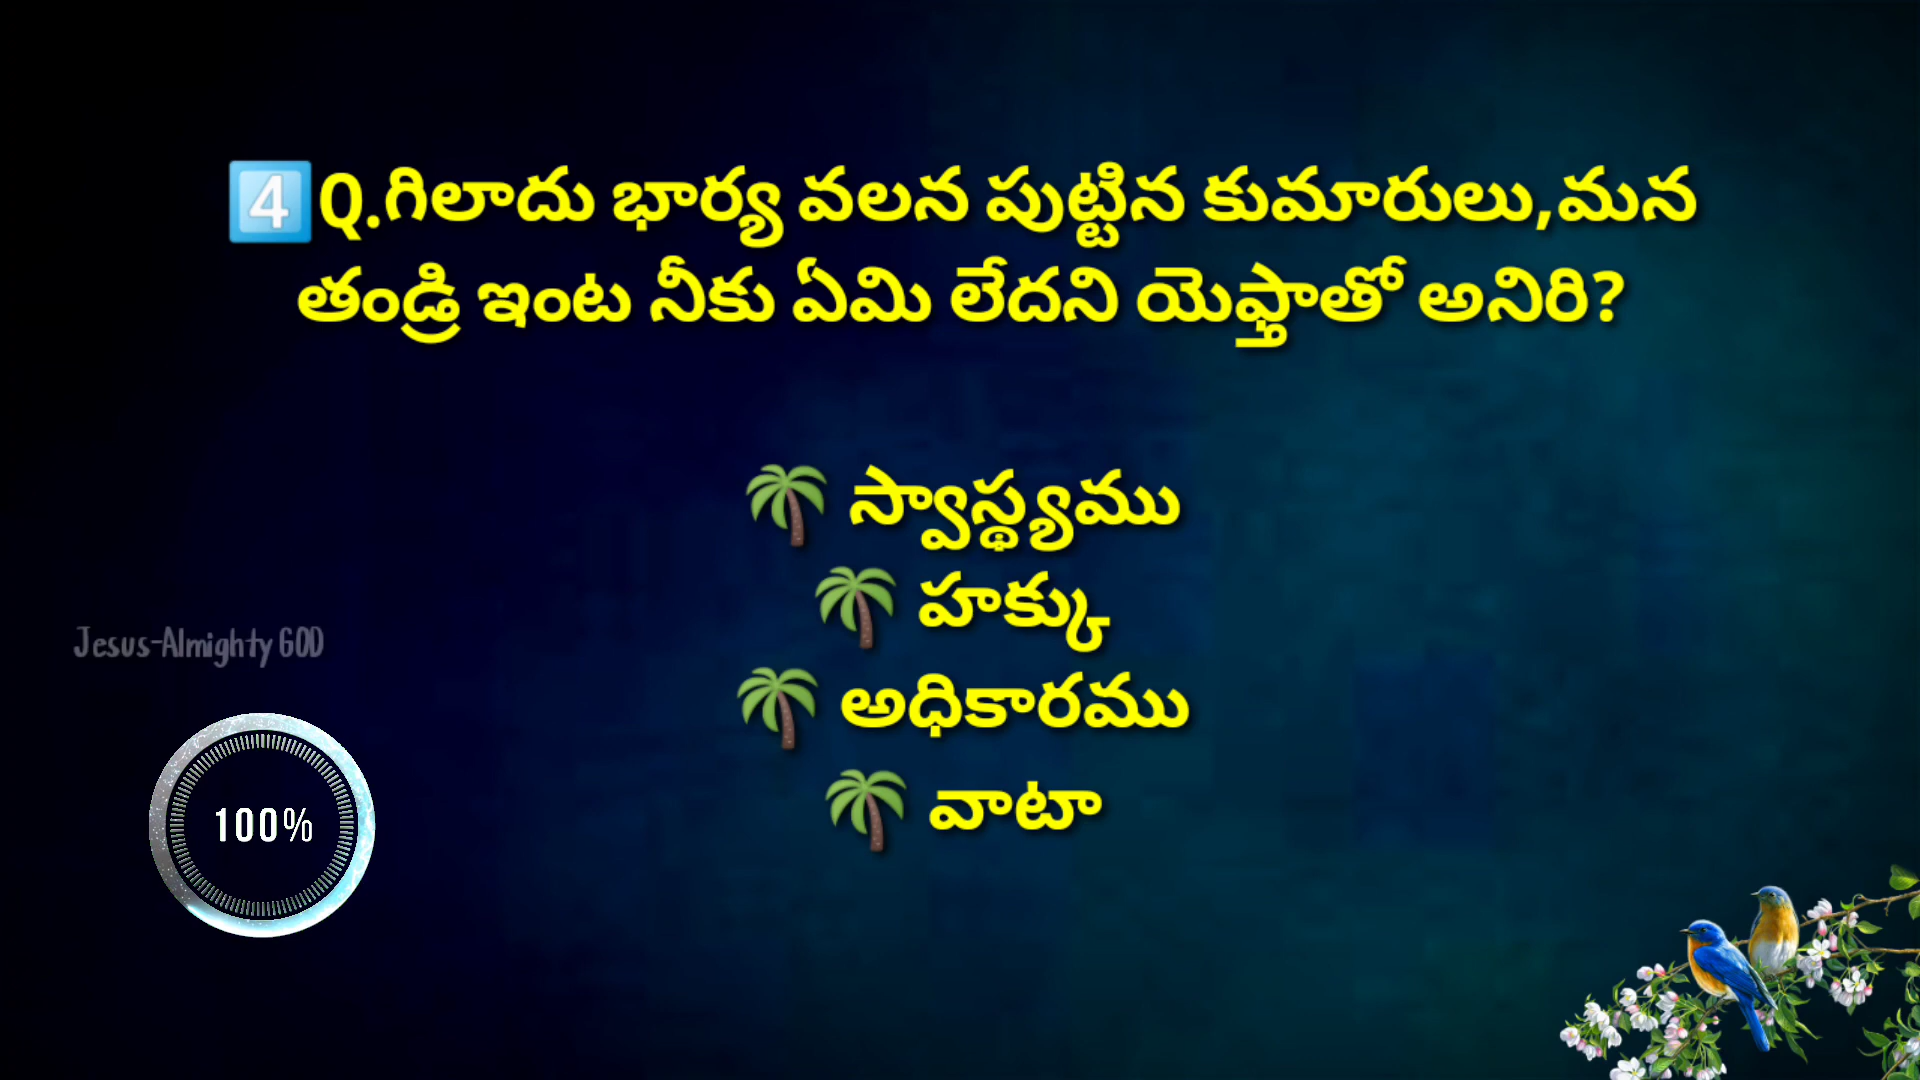 4️⃣Q.గిలాదు భార్య వలన పుట్టిన కుమారులు,మన
తండ్రి ఇంట నీకు ఏమి లేదని యెఫ్తాతో అనిరి?
🌴 స్వాస్థ్యము
🌴 హక్కు
🌴 అధికారము
🌴 వాటా
Jesus-Almighty GOD
100%